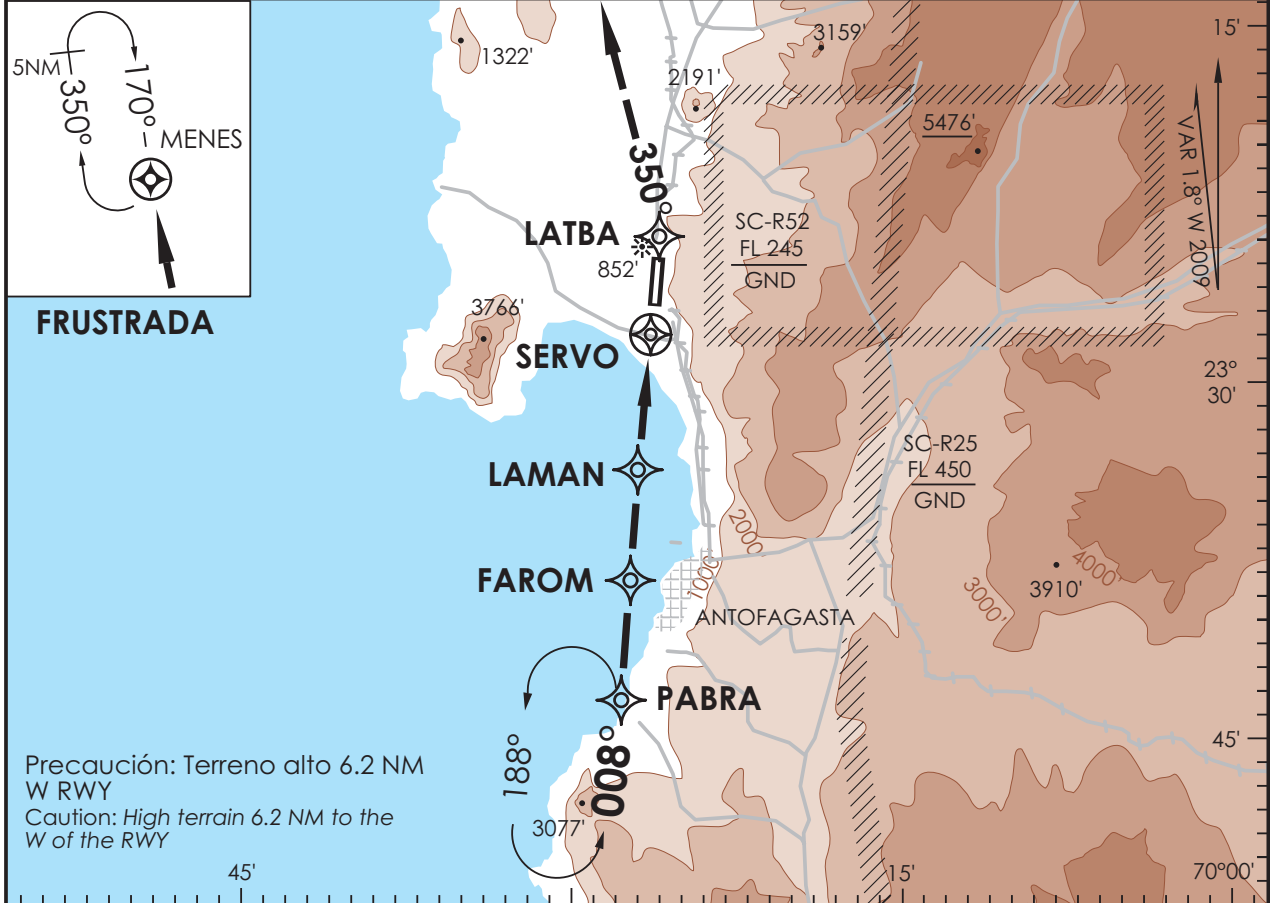 5NM
350°
170°
MENES
FRUSTRADA
1322'
3159'
2191'
15'
5476'
VAR 1.8° W 2009
350°
LATBA
852'
SC-R52
FL 245
GND
3766'
SERVO
23°
30'
LAMAN
SC-R25
FL 450
GND
2000'
1000'
FAROM
4000'
3000'
3910'
ANTOFAGASTA
PABRA
188°
008°
3077'
45'
Precaución: Terreno alto 6.2 NM
W RWY
Caution: High terrain 6.2 NM to the
W of the RWY
45'
15'
70°00'